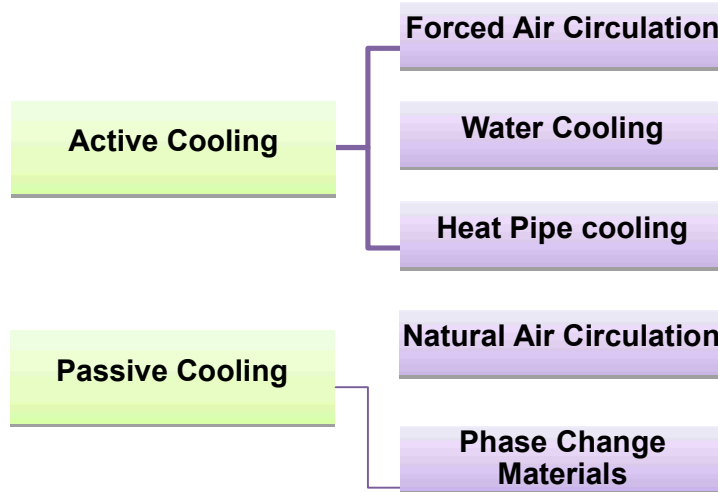 Forced Air Circulation
Active Cooling
Water Cooling
Heat Pipe cooling
Natural Air Circulation
Passive Cooling
Phase Change
Materials